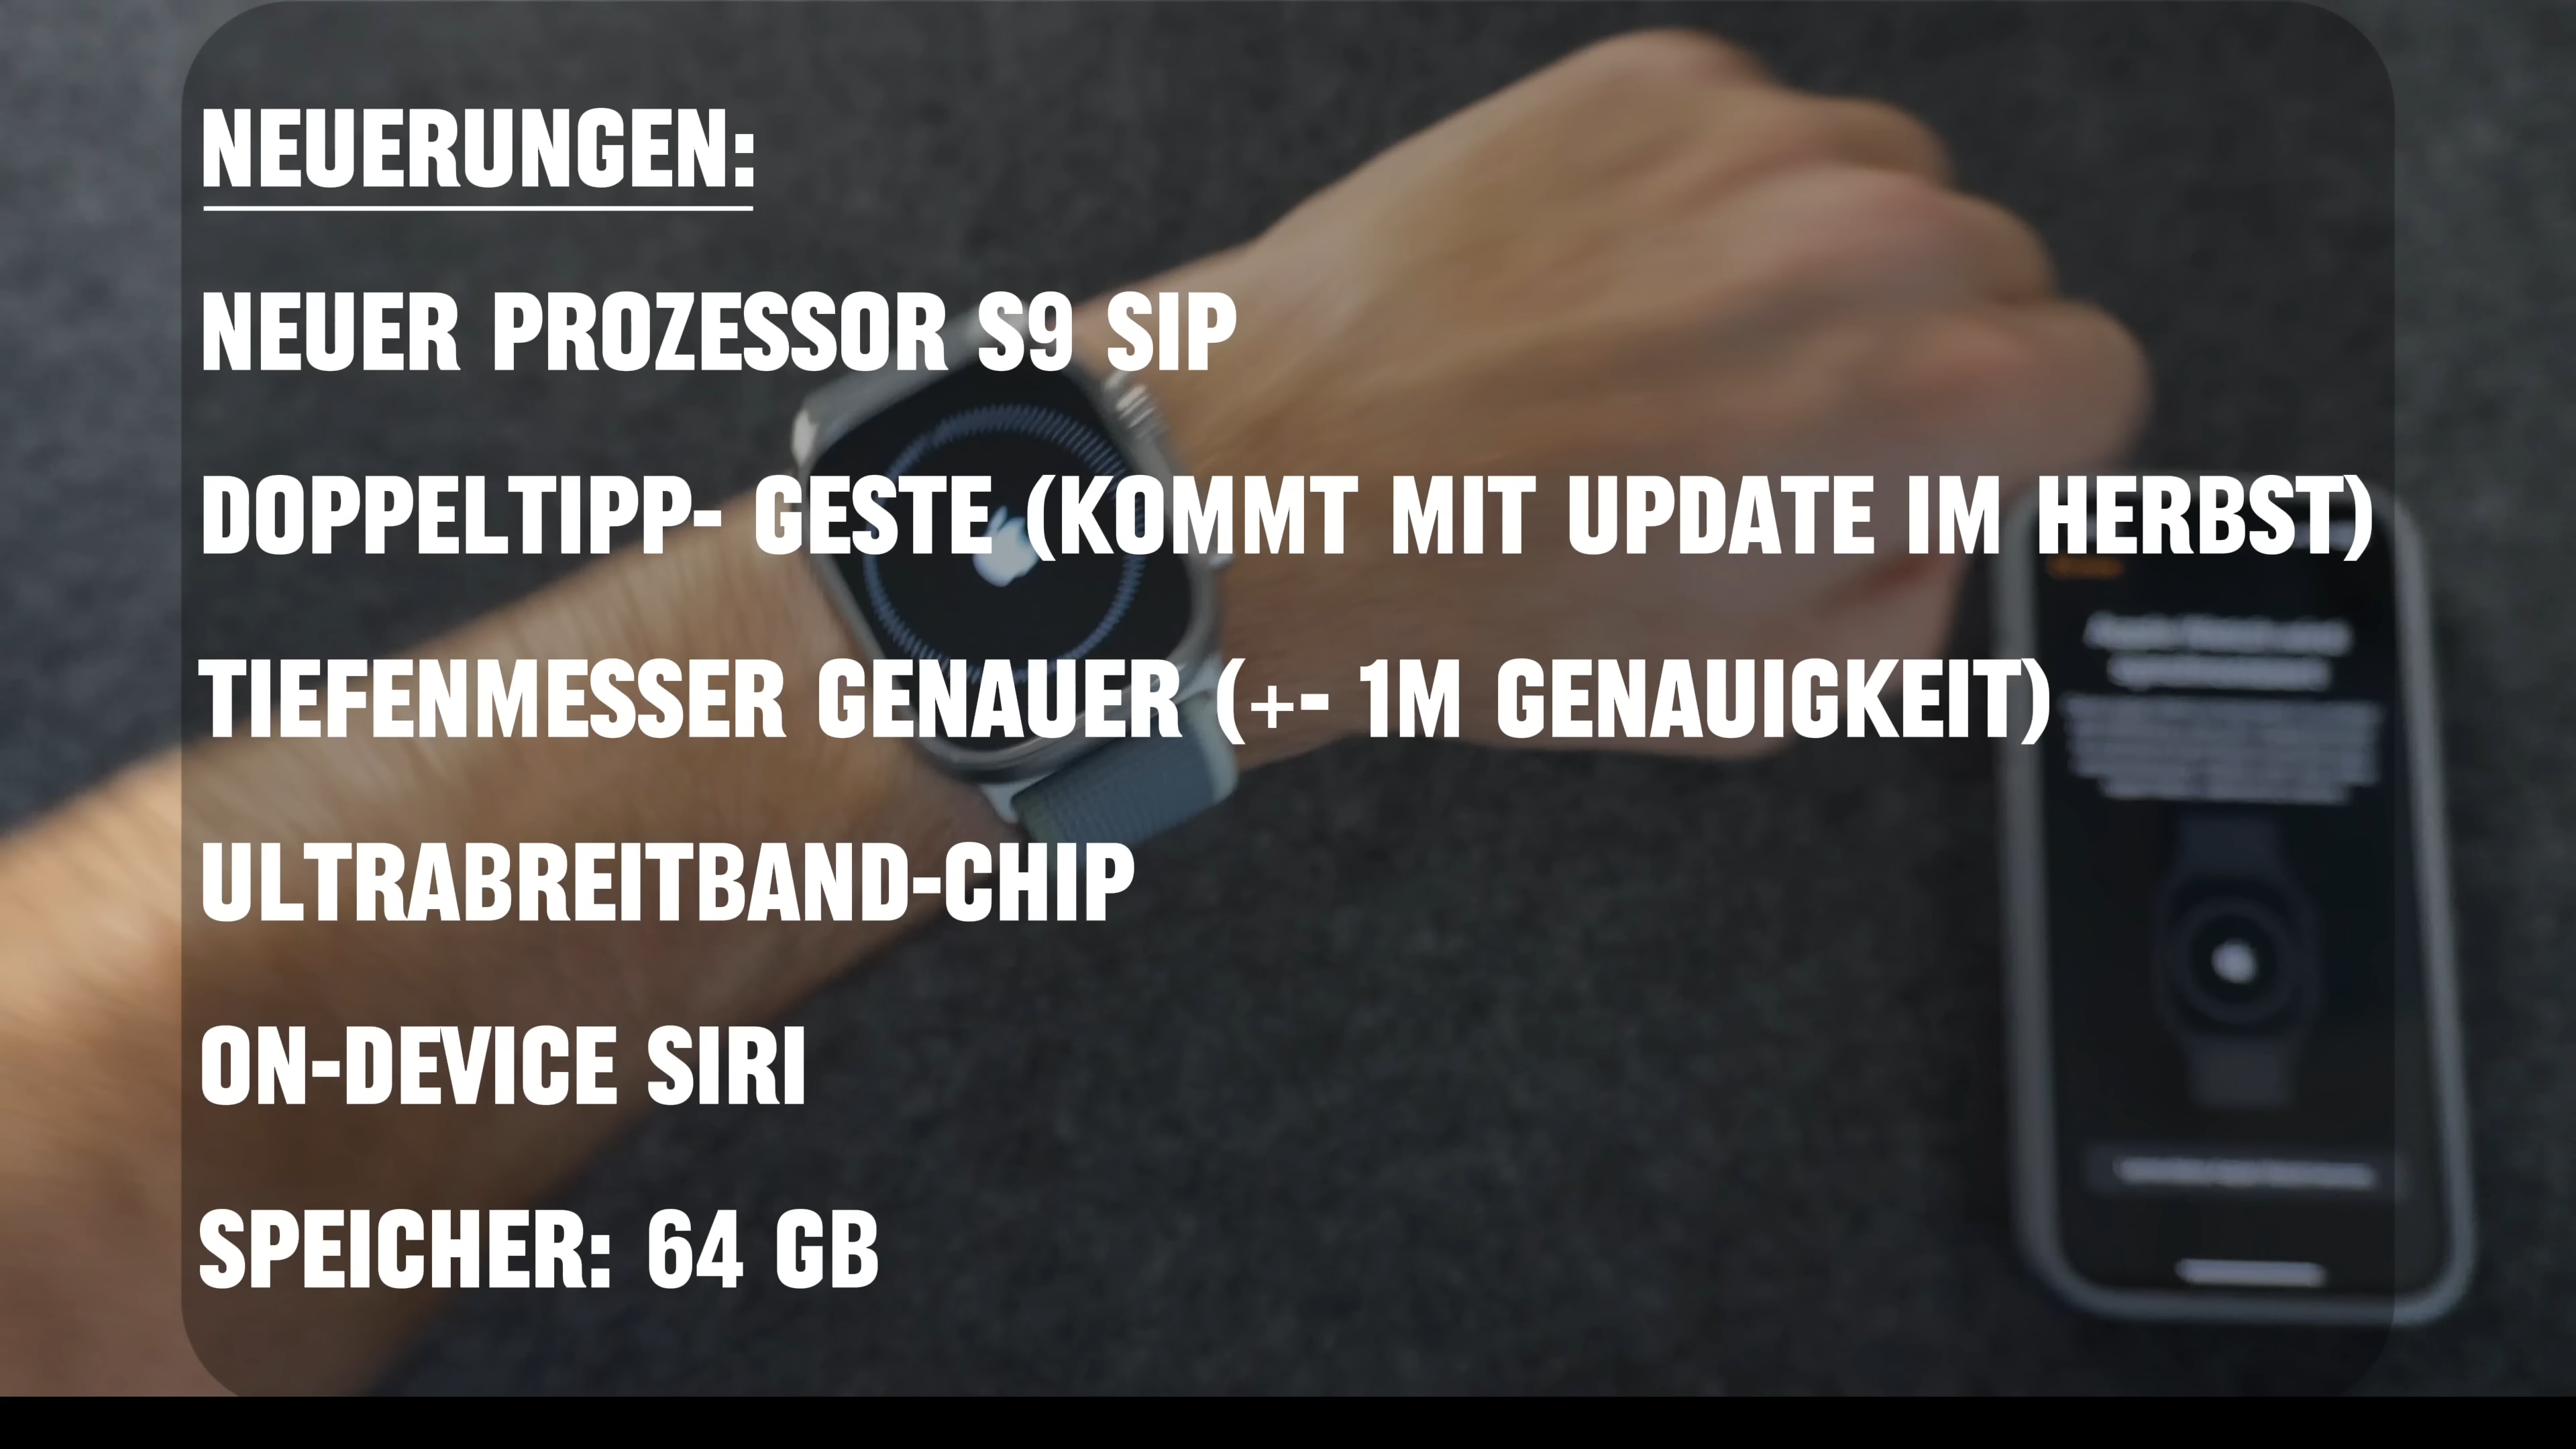 NEUERUNGEN:
NEUER PROZESSOR S9 SIP
DOPPELTIPP- GESTE (KOMMT MIT UPDATE IM HERBST)
TIEFENMESSER GENAUER (+- 1M GENAUIGKEIT)
ULTRABREITBAND-CHIP
ON-DEVICE SIRI
SPEICHER: 64 GB